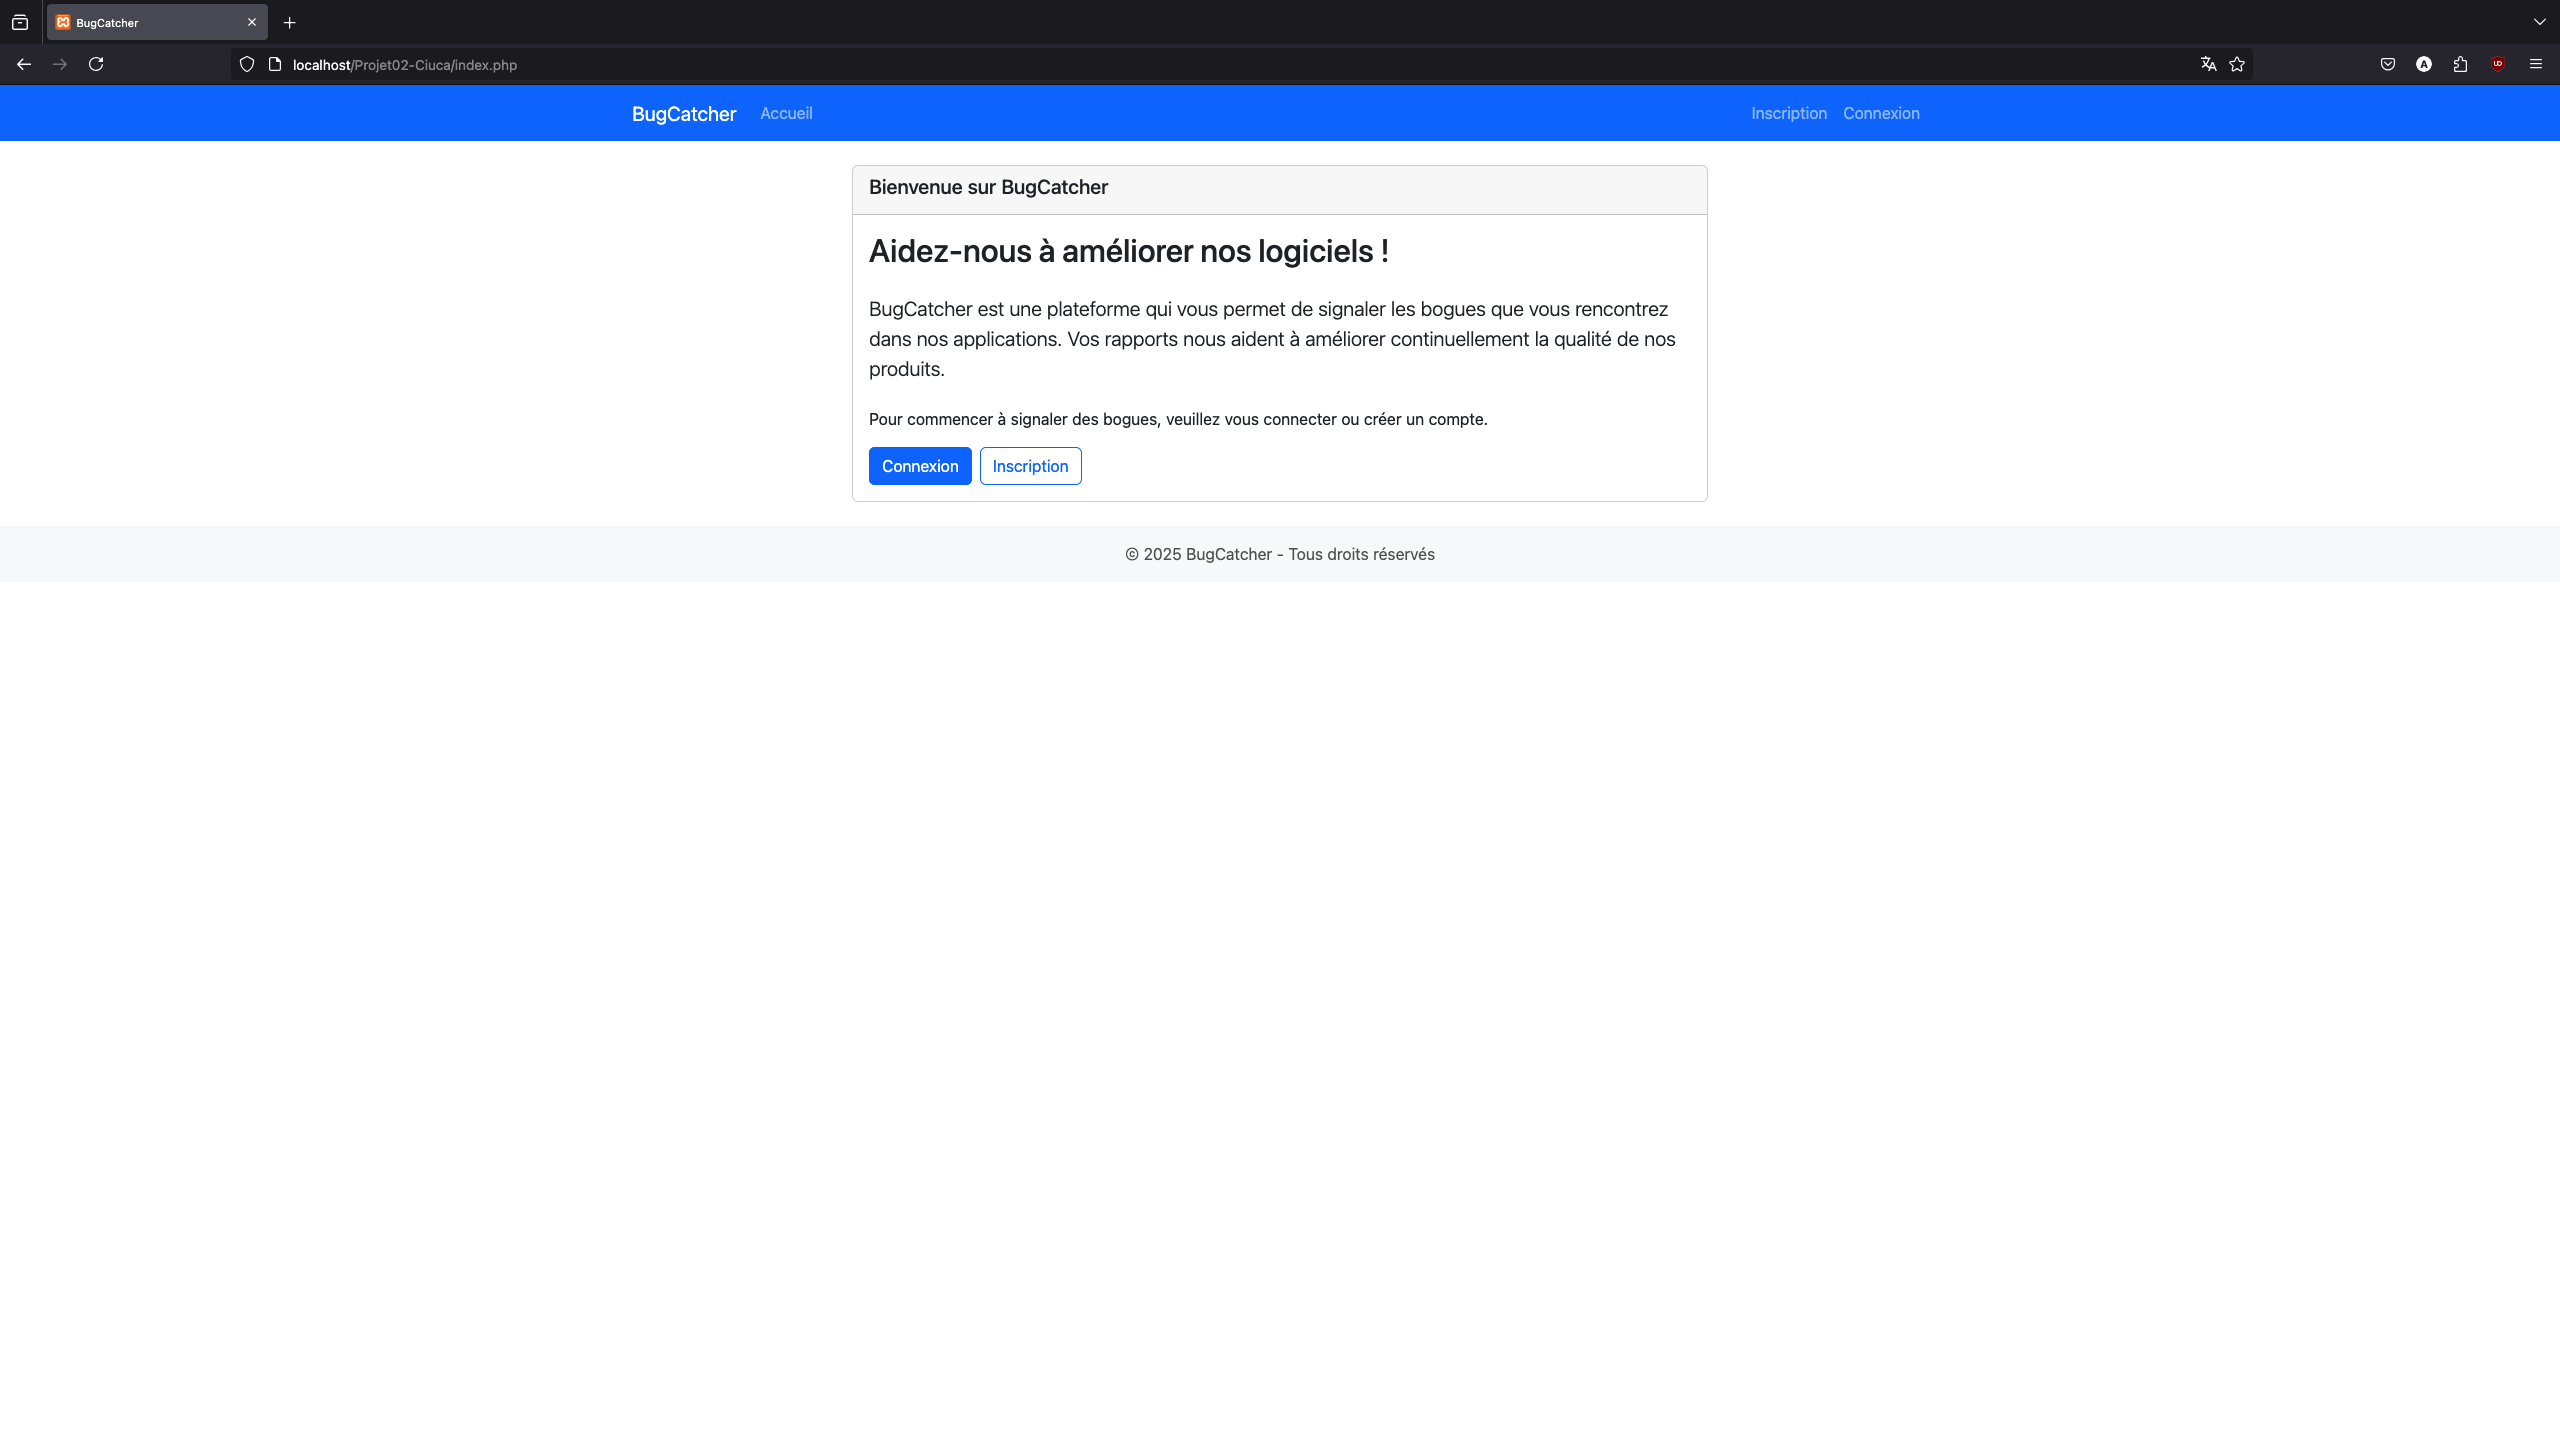 BugCatcher
localhost/Projet02-Ciuca/index.php
BugCatcher Accueil Inscription Connexion
Bienvenue sur BugCatcher
Aidez-nous à améliorer nos logiciels !
BugCatcher est une plateforme qui vous permet de signaler les bogues que vous rencontrez
dans nos applications. Vos rapports nous aident à améliorer continuellement la qualité de nos
produits.
Pour commencer à signaler des bogues, veuillez vous connecter ou créer un compte.
Connexion Inscription
© 2025 BugCatcher - Tous droits réservés